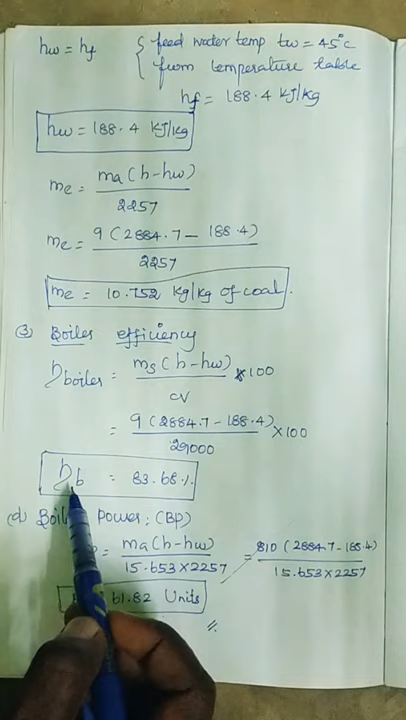 hw = hf { feed water temp tw = 45°c
from temperature table
hf = 188.4 kJ/kg
hw = 188.4 kJ/kg
me = ma(h-hw) / 2257
me = 9(2884.7 - 188.4) / 2257
me = 10.752 kg/kg of coal.
③ Boiler efficiency
ηboiler = ms(h-hw) / CV × 100
= 9(2884.7 - 188.4) / 29000 × 100
ηb = 83.68 %.
(d) Boiler Power: (BP)
= ma(h-hw) / 15.653×2257 = 810(2884.7-188.4) / 15.653×2257
61.82 Units